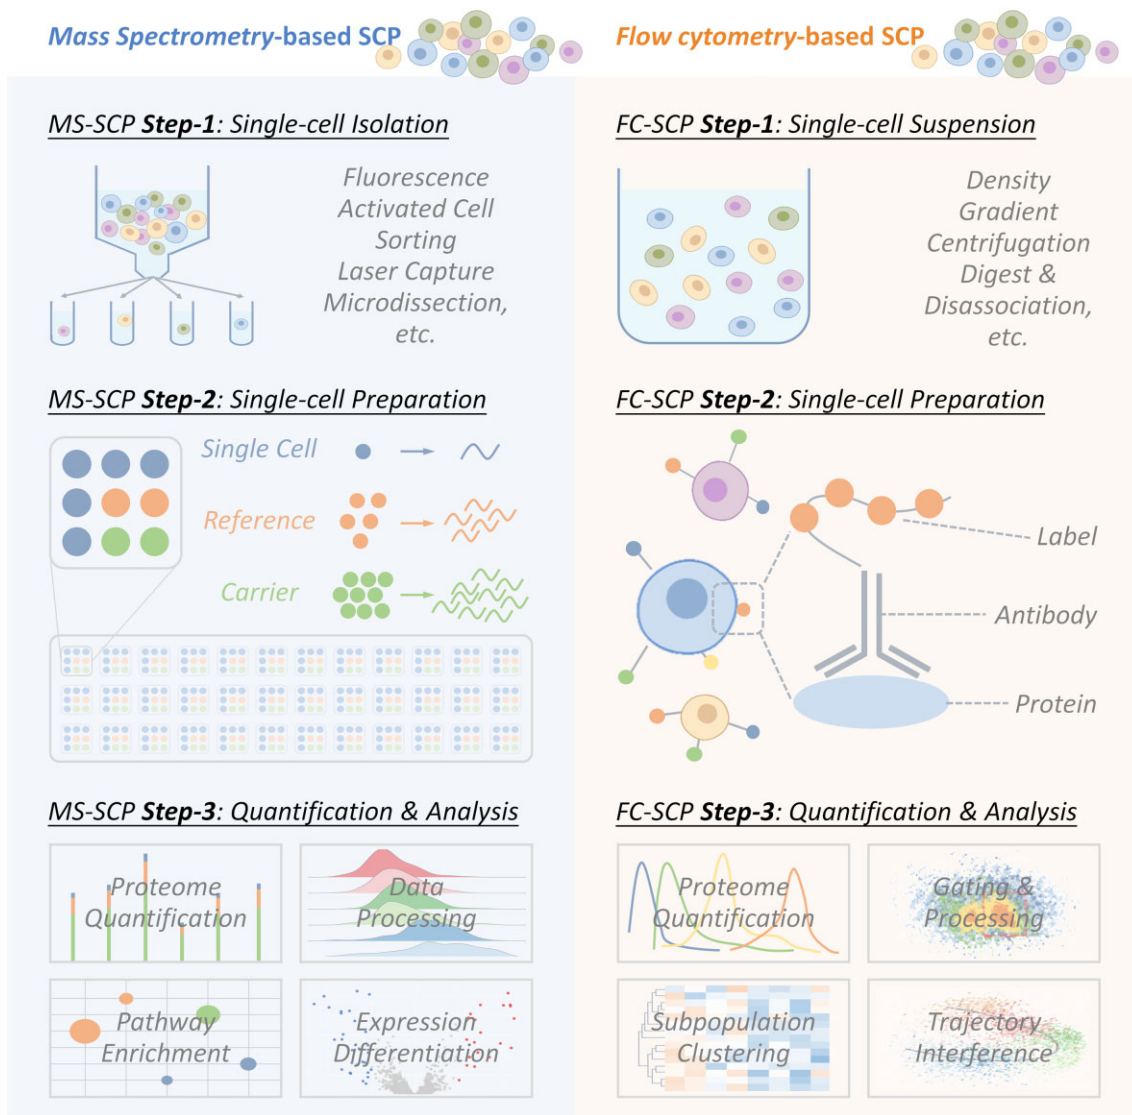 Mass Spectrometry-based SCP
MS-SCP Step-1: Single-cell Isolation
Fluorescence
Activated Cell
Sorting
Laser Capture
Microdissection,
etc.
MS-SCP Step-2: Single-cell Preparation
Single Cell
Reference
Carrier
MS-SCP Step-3: Quantification & Analysis
Proteome
Quantification
Data
Processing
Pathway
Enrichment
Expression
Differentiation
Flow cytometry-based SCP
FC-SCP Step-1: Single-cell Suspension
Density
Gradient
Centrifugation
Digest &
Disassociation,
etc.
FC-SCP Step-2: Single-cell Preparation
Label
Antibody
Protein
FC-SCP Step-3: Quantification & Analysis
Proteome
Quantification
Gating &
Processing
Subpopulation
Clustering
Trajectory
Interference